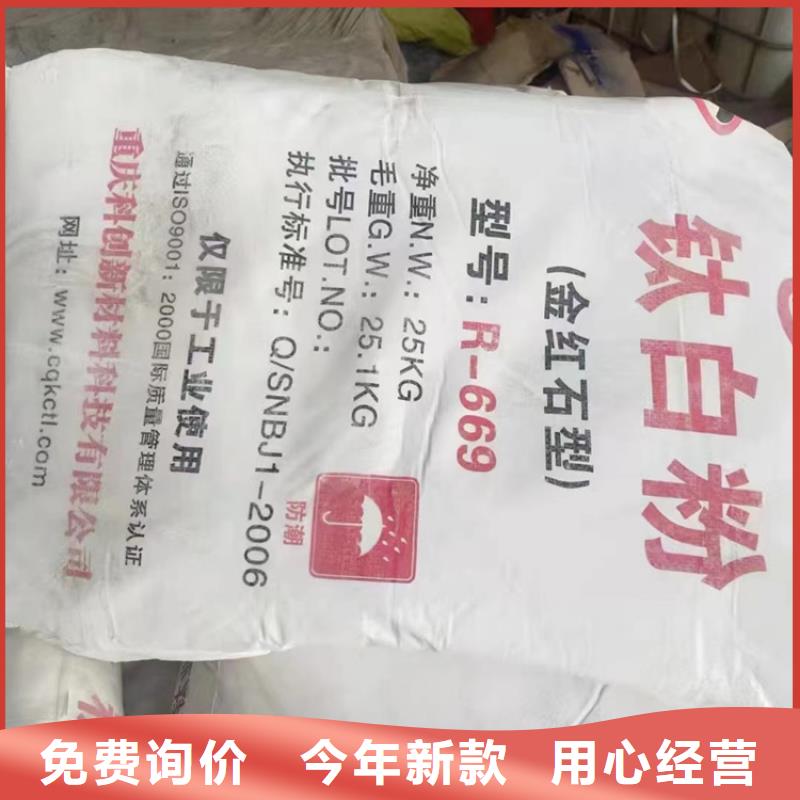 钛白粉
(金红石型)
型号：R-669
净重N.W.：25KG
毛重G.W.：25.1KG
批号LOT.NO.：
执行标准号：Q/SNBJ1-2006
防潮
仅限于工业使用
通过ISO9001：2000国际质量管理体系认证
重庆科创新材料科技有限公司
网址：www.cqkctl.com
免费询价 今年新款 用心经营